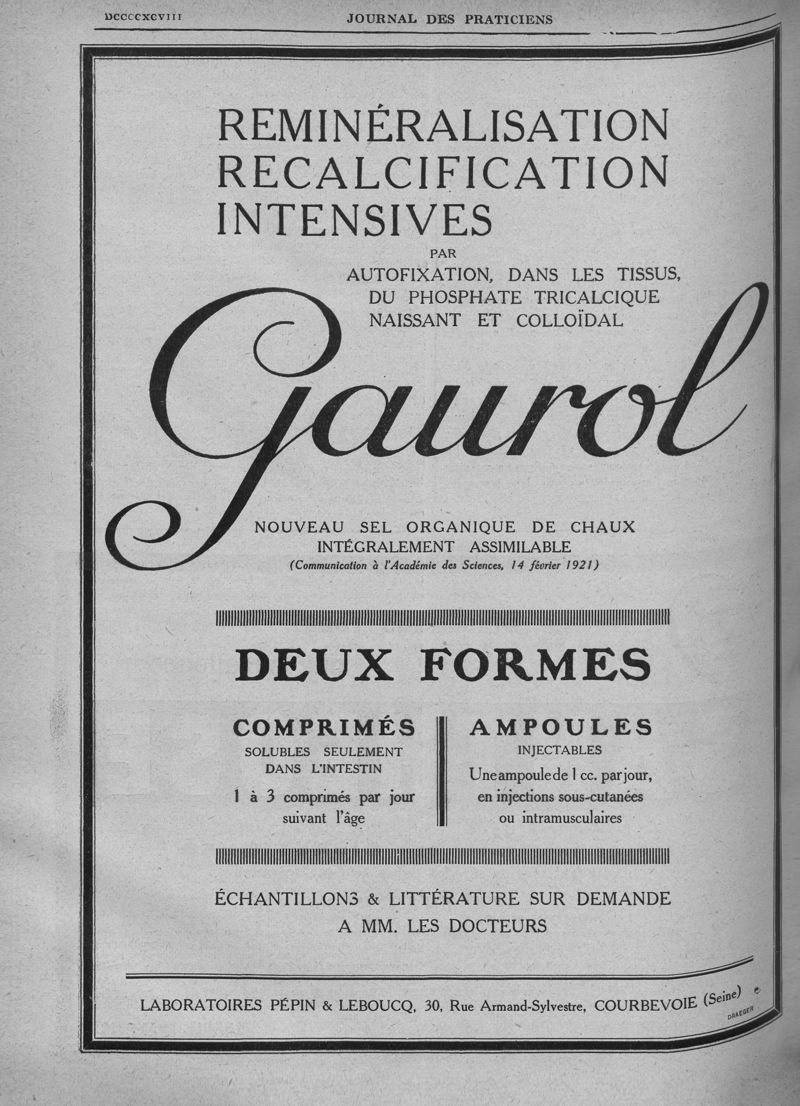 DCCCCXCVIII
JOURNAL DES PRATICIENS
REMINÉRALISATION
RECALCIFICATION
INTENSIVES
PAR
AUTOFIXATION, DANS LES TISSUS,
DU PHOSPHATE TRICALCIQUE
NAISSANT ET COLLOÏDAL
Gaurol
NOUVEAU SEL ORGANIQUE DE CHAUX
INTÉGRALEMENT ASSIMILABLE
(Communication à l'Académie des Sciences, 14 février 1921)
DEUX FORMES
COMPRIMÉS
SOLUBLES SEULEMENT
DANS L'INTESTIN
1 à 3 comprimés par jour
suivant l'âge
AMPOULES
INJECTABLES
Une ampoule de 1 cc. par jour,
en injections sous-cutanées
ou intramusculaires
ÉCHANTILLON3 & LITTÉRATURE SUR DEMANDE
A MM. LES DOCTEURS
LABORATOIRES PÉPIN & LEBOUCQ, 30, Rue Armand-Sylvestre, COURBEVOIE (Seine)
DRAEGER